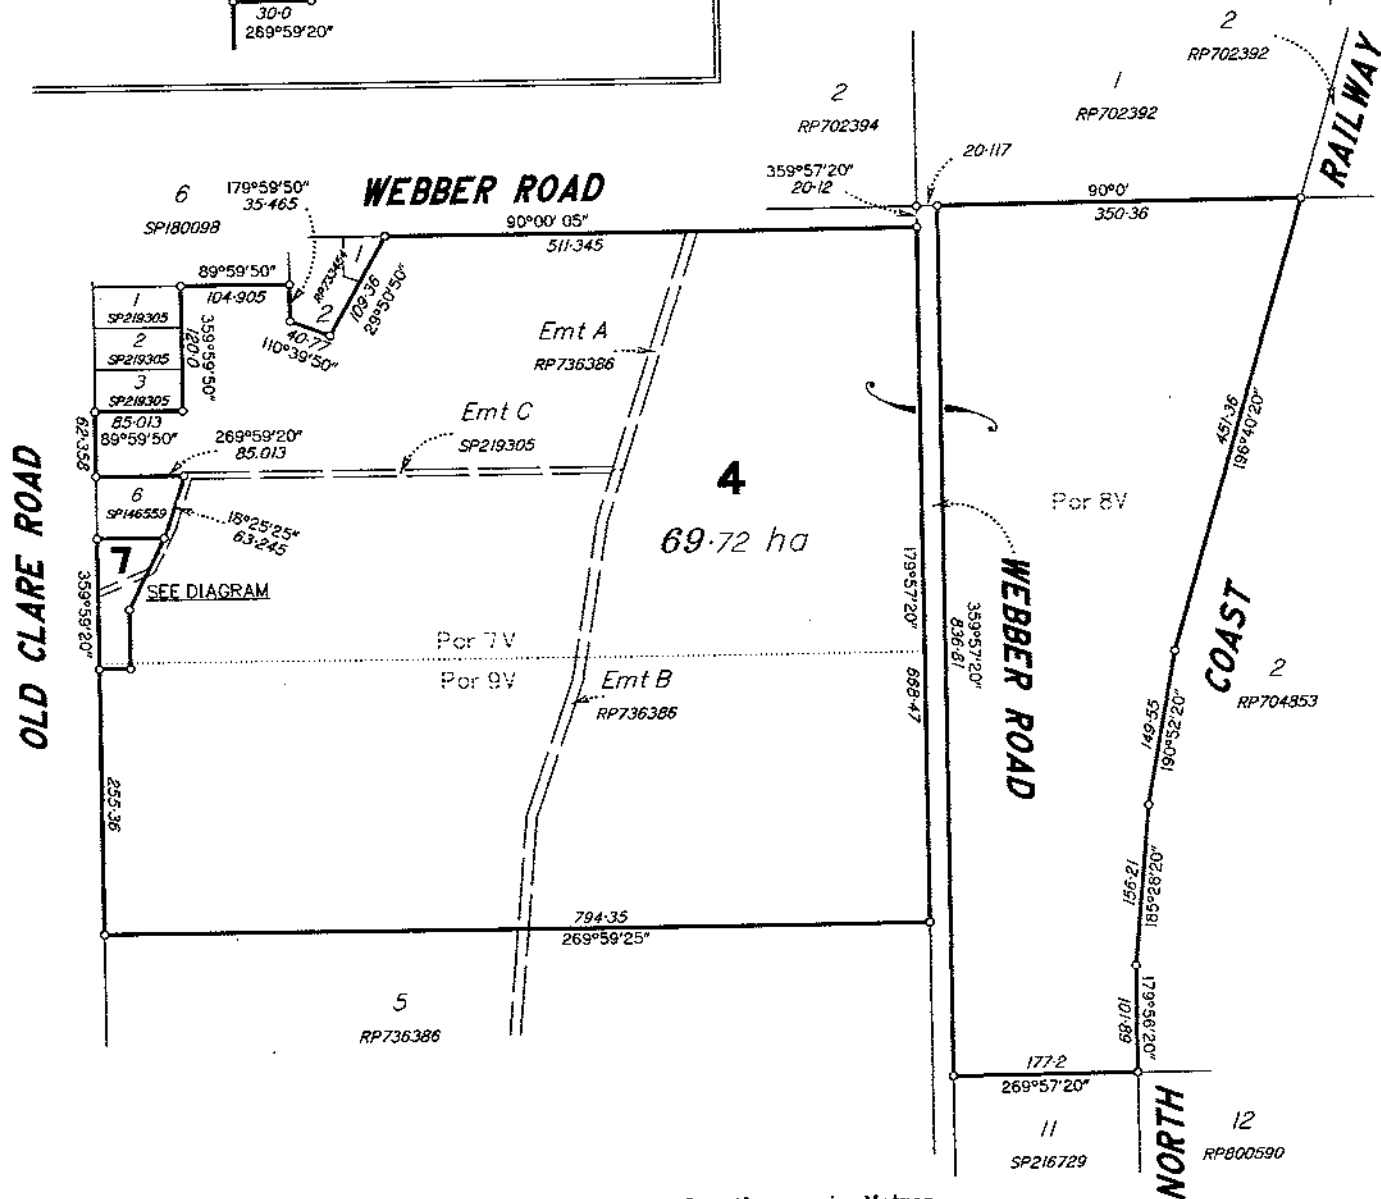 30·0
269°59'20"
2
RP702392
1
RP702392
2
RP702394
RAILWAY
20·117
359°57'20"
20·12
90°0'
350·36
6
SP180098
179°59'50"
35·465
WEBBER ROAD
90°00'05"
511·345
89°59'50"
104·905
RP733454
2
109·36
29°50'50"
40·77
110°39'50"
1
SP219305
2
SP219305
3
SP219305
359°59'50"
120·0
85·013
89°59'50"
62·358
269°59'20"
85·013
Emt A
RP736386
Emt C
SP219305
4
69·72 ha
451·36
196°40'20"
Por 8V
6
SP146559
18°25'25"
63·245
7
SEE DIAGRAM
OLD CLARE ROAD
359°59'20"
179°57'20"
668·47
359°57'20"
836·81
WEBBER ROAD
COAST
2
RP704853
Por 7V
Por 9V
Emt B
RP736386
149·55
190°52'20"
255·36
156·21
185°28'20"
794·35
269°59'25"
101·89
179°56'20"
5
RP736386
177·2
269°57'20"
11
SP216729
NORTH
12
RP800590